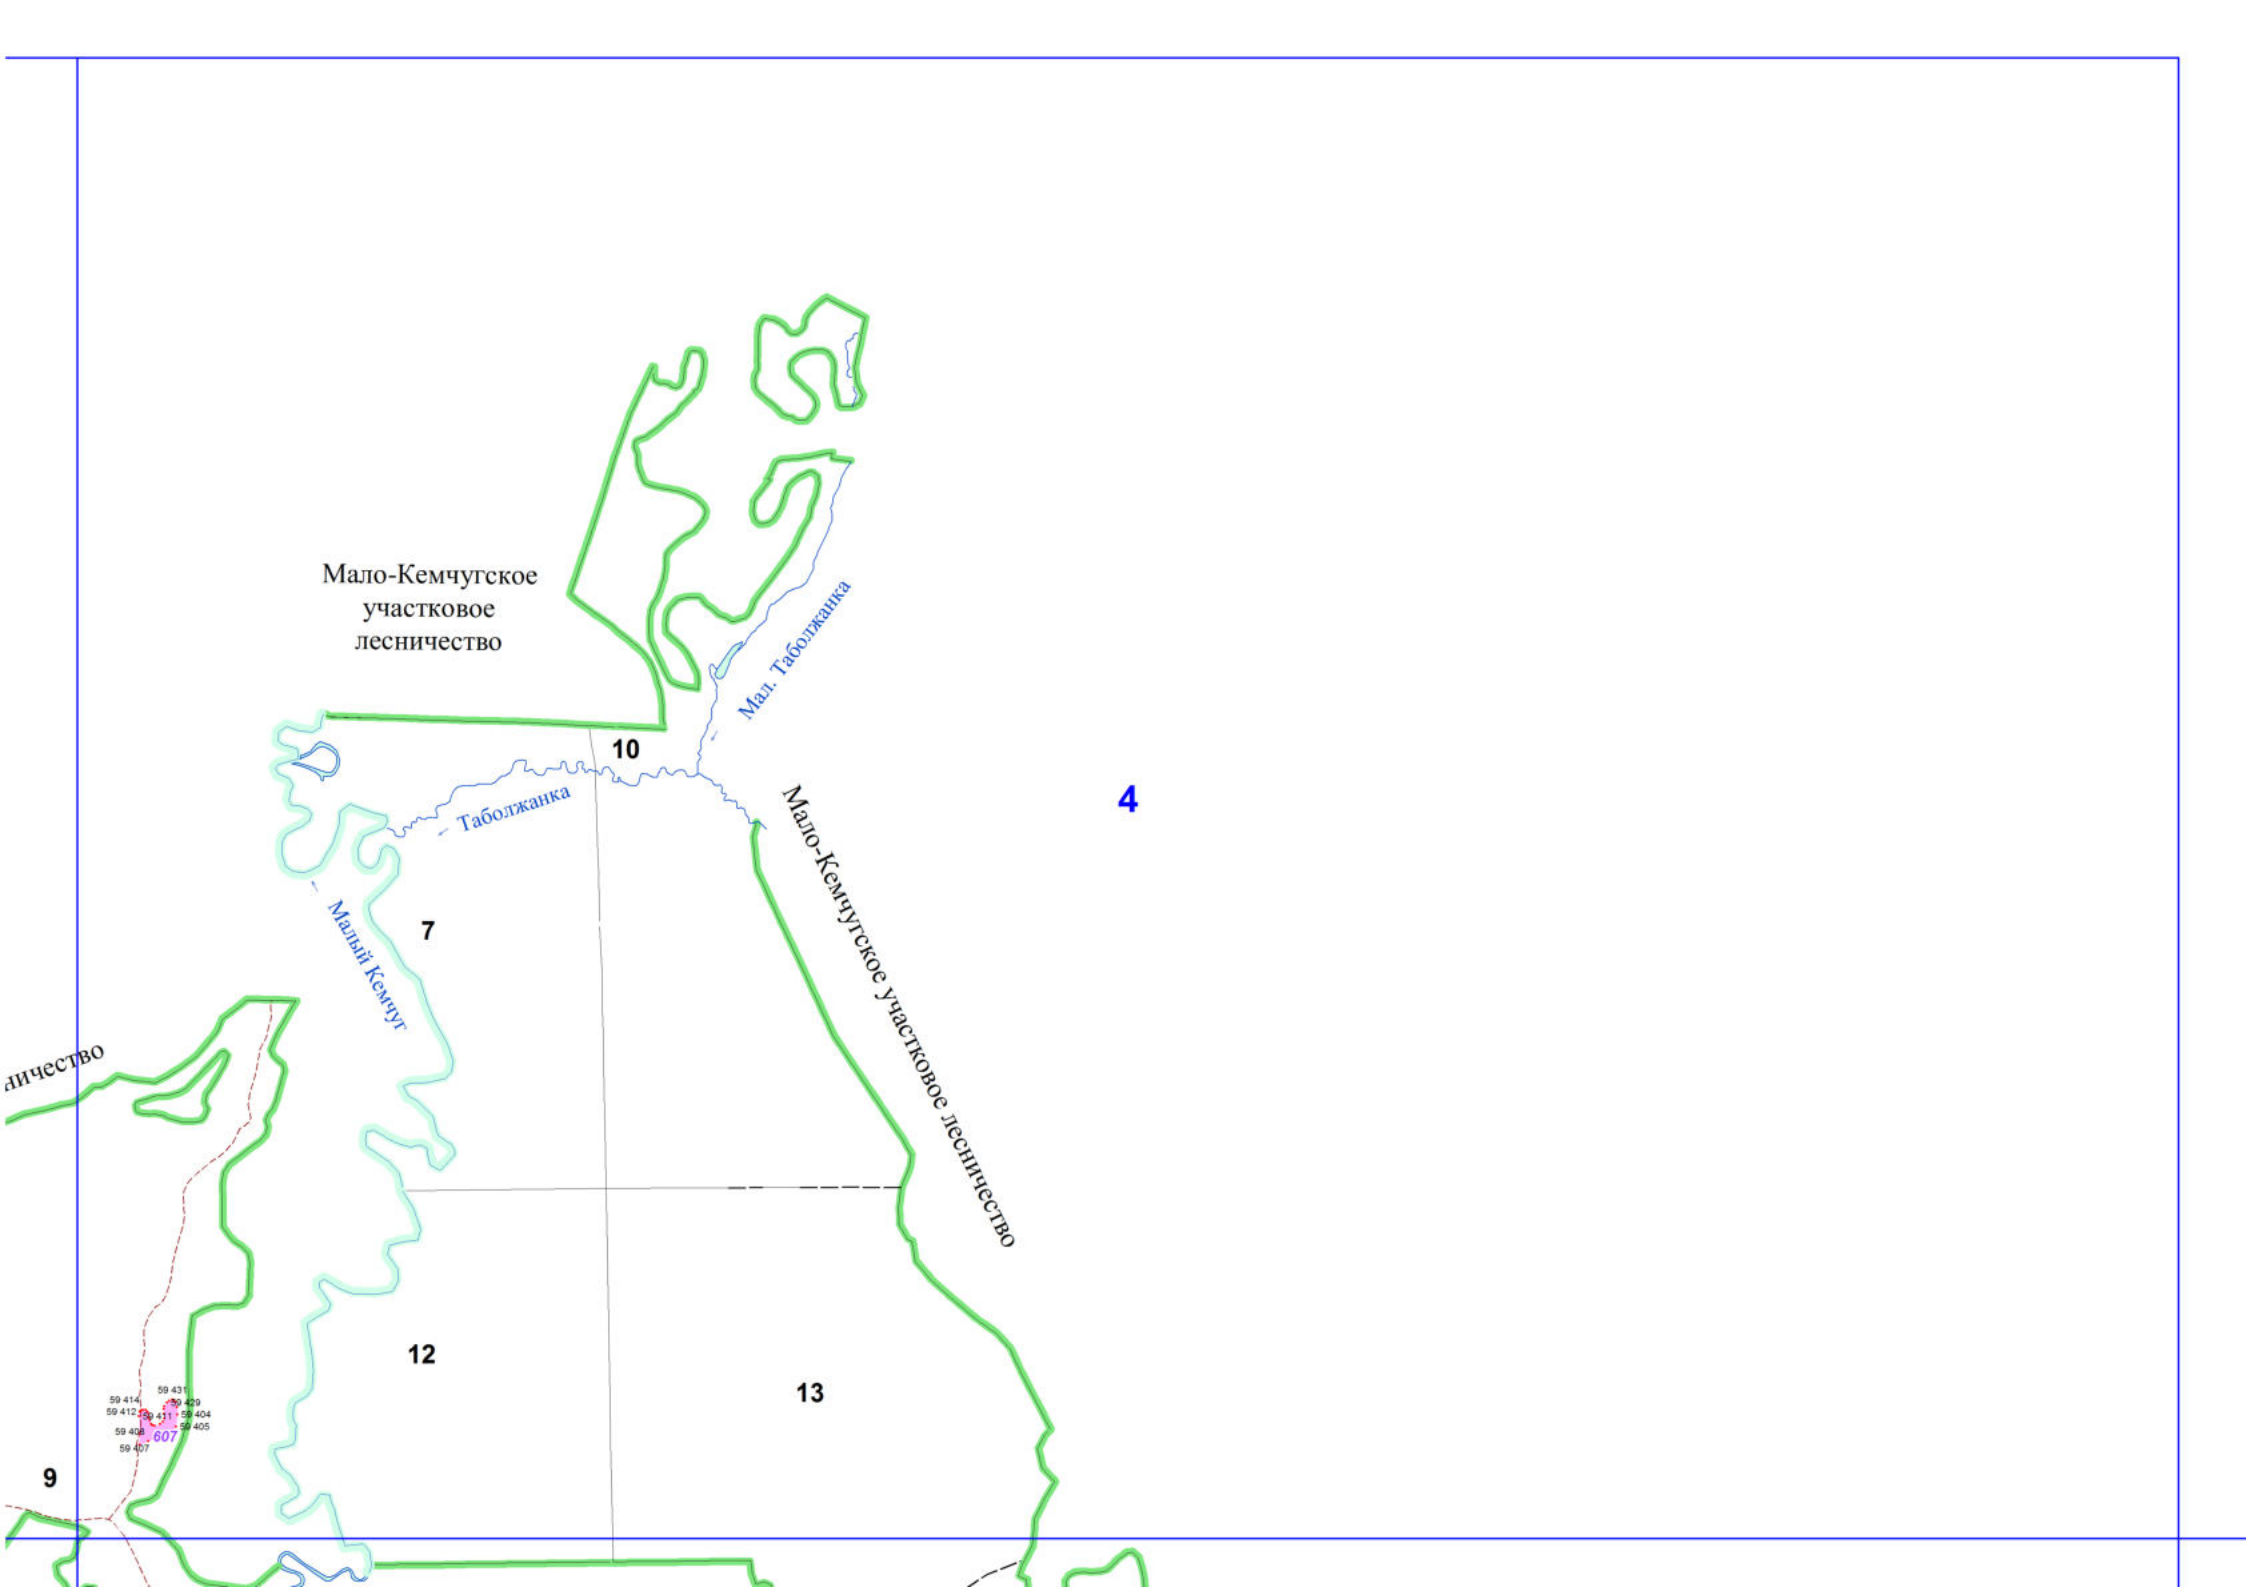 Мало-Кемчугское
участковое
лесничество
Мал. Таболжанка
10
Таболжанка
4
Мало-Кемчугское участковое лесничество
7
Малый Кемчуг
ничество
12
13
59 431
59 414
59 429
59 412
59 411
59 404
59 405
59 408
607
59 407
9